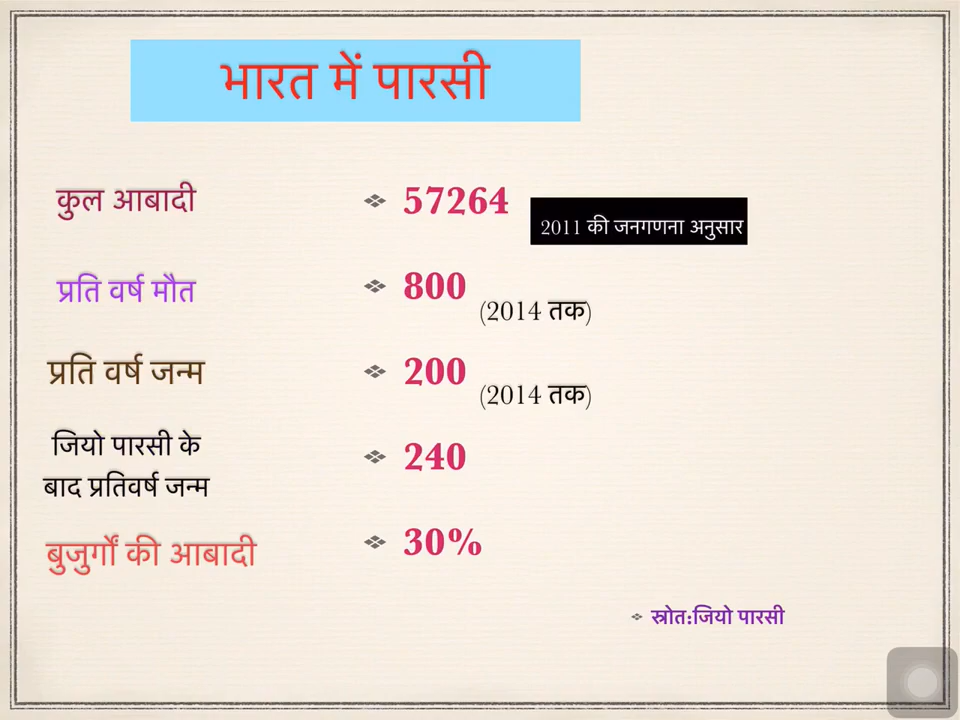 भारत में पारसी
कुल आबादी
57264
2011 की जनगणना अनुसार
प्रति वर्ष मौत
800
(2014 तक)
प्रति वर्ष जन्म
200
(2014 तक)
जियो पारसी के
बाद प्रतिवर्ष जन्म
240
बुजुर्गों की आबादी
30%
स्रोत:जियो पारसी